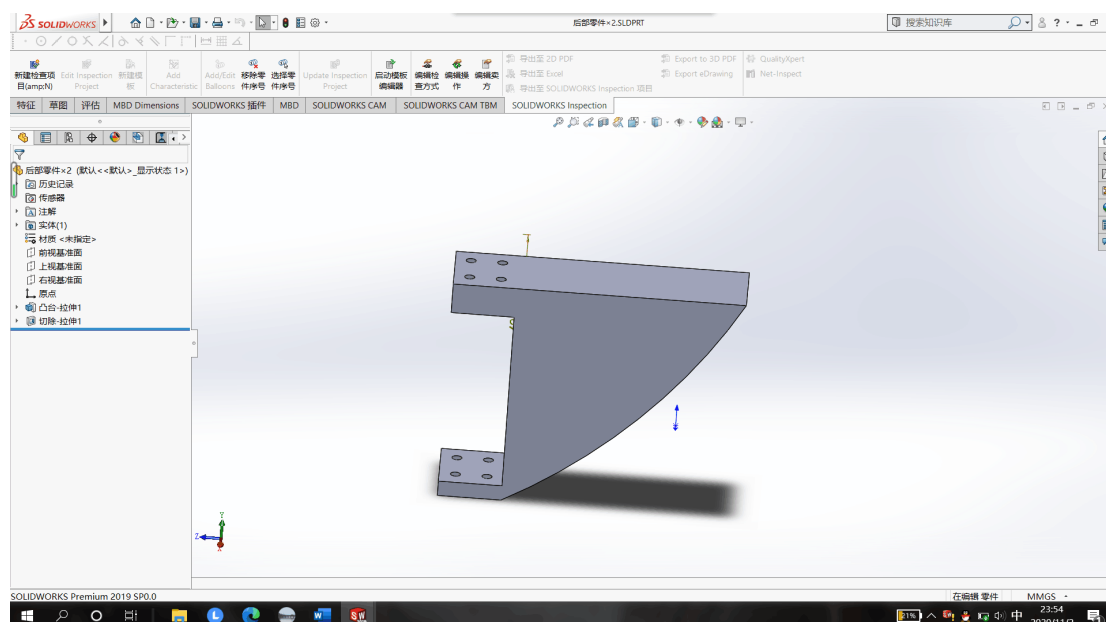 SOLIDWORKS
后部零件×2.SLDPRT
搜索知识库
新建检查项目(amp;N)
Edit Inspection Project
新建模板
Add Characteristic
Add/Edit Balloons
移除零件序号
选择零件序号
Update Inspection Project
启动模板编辑器
编辑检查方式
编辑操作
编辑卖方
导出至 2D PDF
导出至 Excel
导出至 SOLIDWORKS Inspection 项目
Export to 3D PDF
Export eDrawing
QualityXpert
Net-Inspect
特征 草图 评估 MBD Dimensions SOLIDWORKS 插件 MBD SOLIDWORKS CAM SOLIDWORKS CAM TBM SOLIDWORKS Inspection
后部零件×2 (默认<<默认>_显示状态 1>)
历史记录
传感器
注解
实体(1)
材质 <未指定>
前视基准面
上视基准面
右视基准面
原点
凸台-拉伸1
切除-拉伸1
Y
Z
X
SOLIDWORKS Premium 2019 SP0.0
在编辑 零件 MMGS
21% 中 23:54